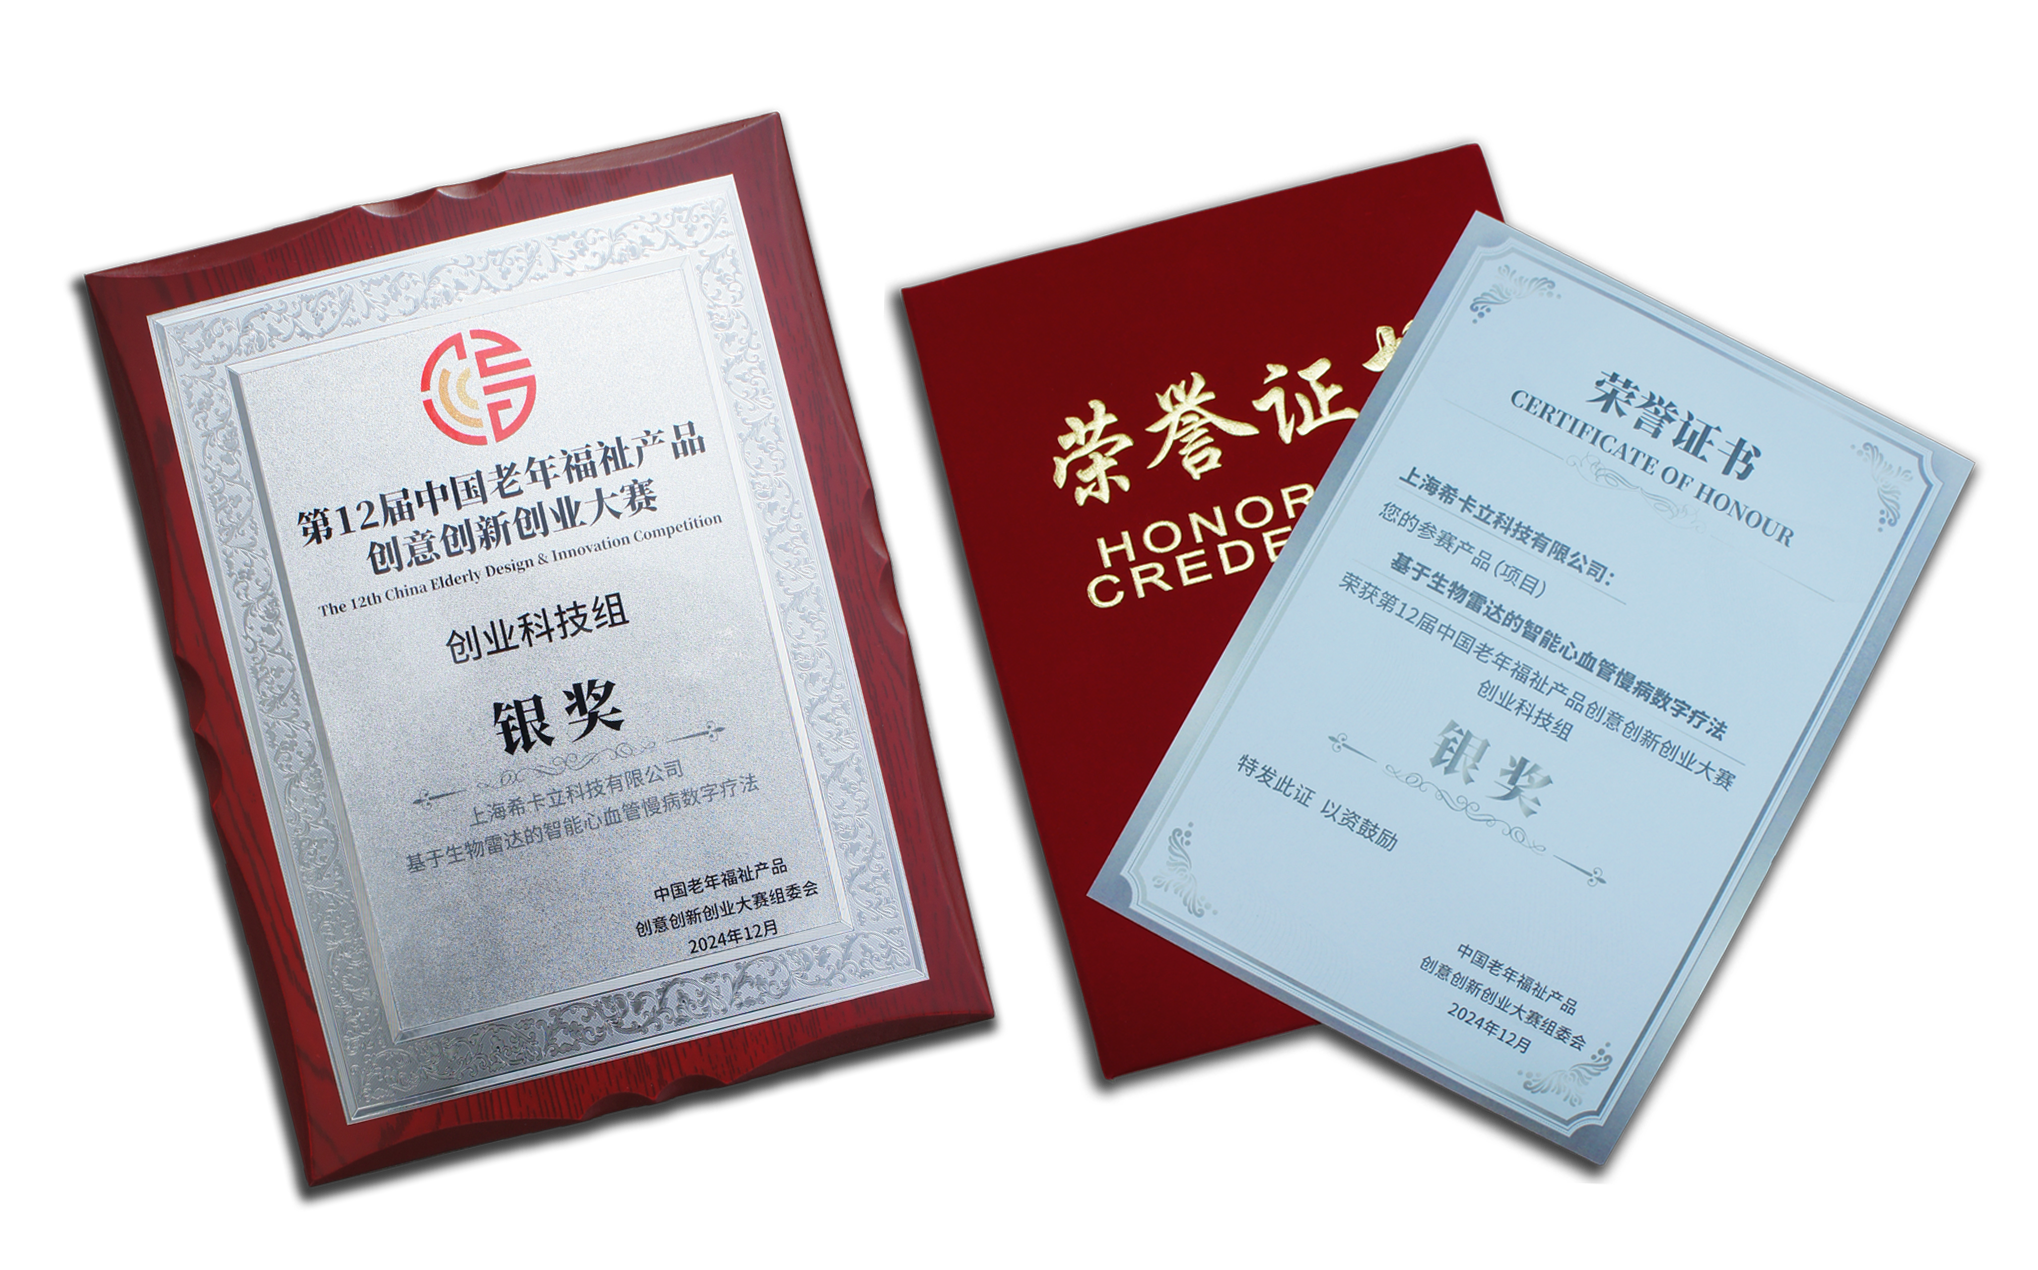 第12届中国老年福祉产品
创意创新创业大赛
The 12th China Elderly Design & Innovation Competition
创业科技组
银奖
上海希卡立科技有限公司
基于生物雷达的智能心血管慢病数字疗法
中国老年福祉产品
创意创新创业大赛组委会
2024年12月
荣誉证
HONOR
CREDE
荣誉证书
CERTIFICATE OF HONOUR
上海希卡立科技有限公司：
您的参赛产品（项目）
基于生物雷达的智能心血管慢病数字疗法
荣获第12届中国老年福祉产品创意创新创业大赛
创业科技组
银奖
特发此证 以资鼓励
中国老年福祉产品
创意创新创业大赛组委会
2024年12月